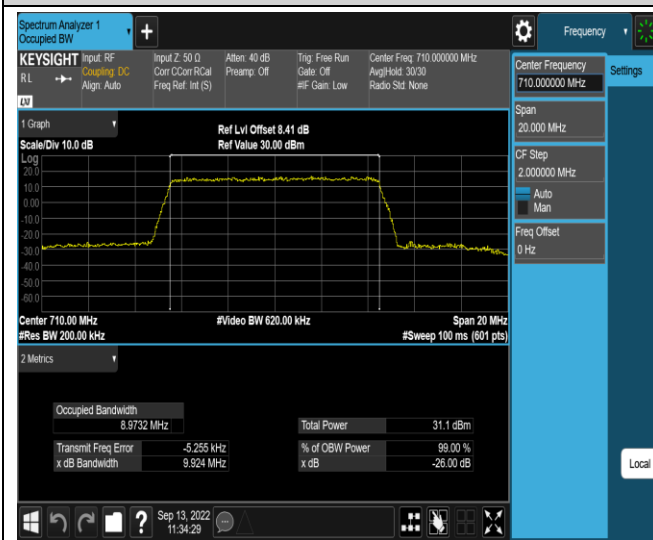 Spectrum Analyzer 1
Occupied BW
+
Frequency
KEYSIGHT
RL
Input: RF
Coupling: DC
Align: Auto
Input Z: 50 Ω
Corr CCorr RCal
Freq Ref: Int (S)
Atten: 40 dB
Preamp: Off
Trig: Free Run
Gate: Off
#IF Gain: Low
Center Freq: 710.000000 MHz
Avg|Hold: 30/30
Radio Std: None
LXI
Center Frequency
710.000000 MHz
Settings
Span
20.000 MHz
CF Step
2.000000 MHz
Auto
Man
Freq Offset
0 Hz
1 Graph
Scale/Div 10.0 dB
Ref Lvl Offset 8.41 dB
Ref Value 30.00 dBm
Log
20.0
10.0
0.00
-10.0
-20.0
-30.0
-40.0
-50.0
-60.0
Center 710.00 MHz
#Video BW 620.00 kHz
Span 20 MHz
#Res BW 200.00 kHz
#Sweep 100 ms (601 pts)
2 Metrics
Occupied Bandwidth
8.9732 MHz
Total Power 31.1 dBm
Transmit Freq Error -5.255 kHz
% of OBW Power 99.00 %
x dB Bandwidth 9.924 MHz
x dB -26.00 dB
Local
?
Sep 13, 2022
11:34:29